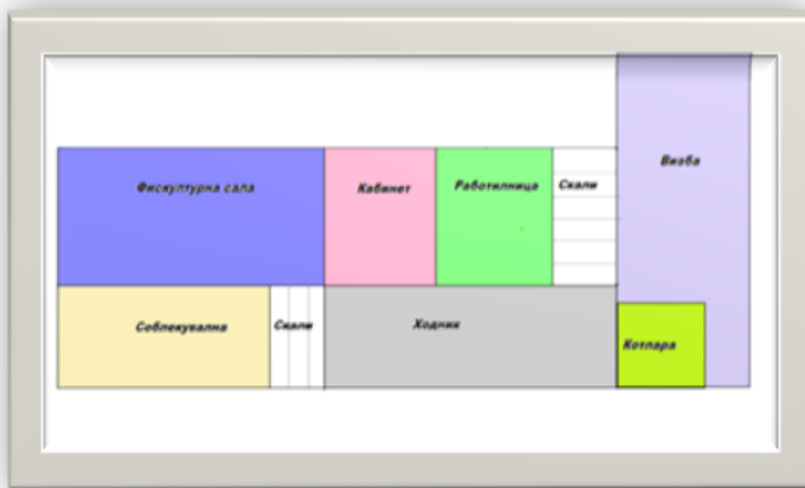 Фискултурна сала
Кабинет
Работилница
Скали
Визба
Соблекувална
Скали
Ходник
Котлара